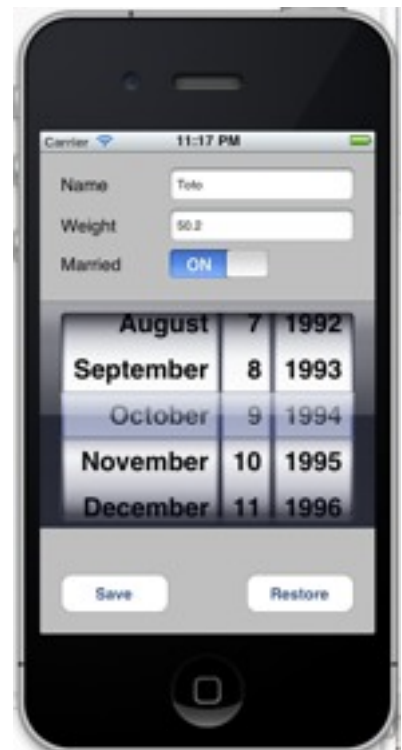 Carrier 11:17 PM
Name Toto
Weight 50.2
Married ON
August 7 1992
September 8 1993
October 9 1994
November 10 1995
December 11 1996
Save Restore